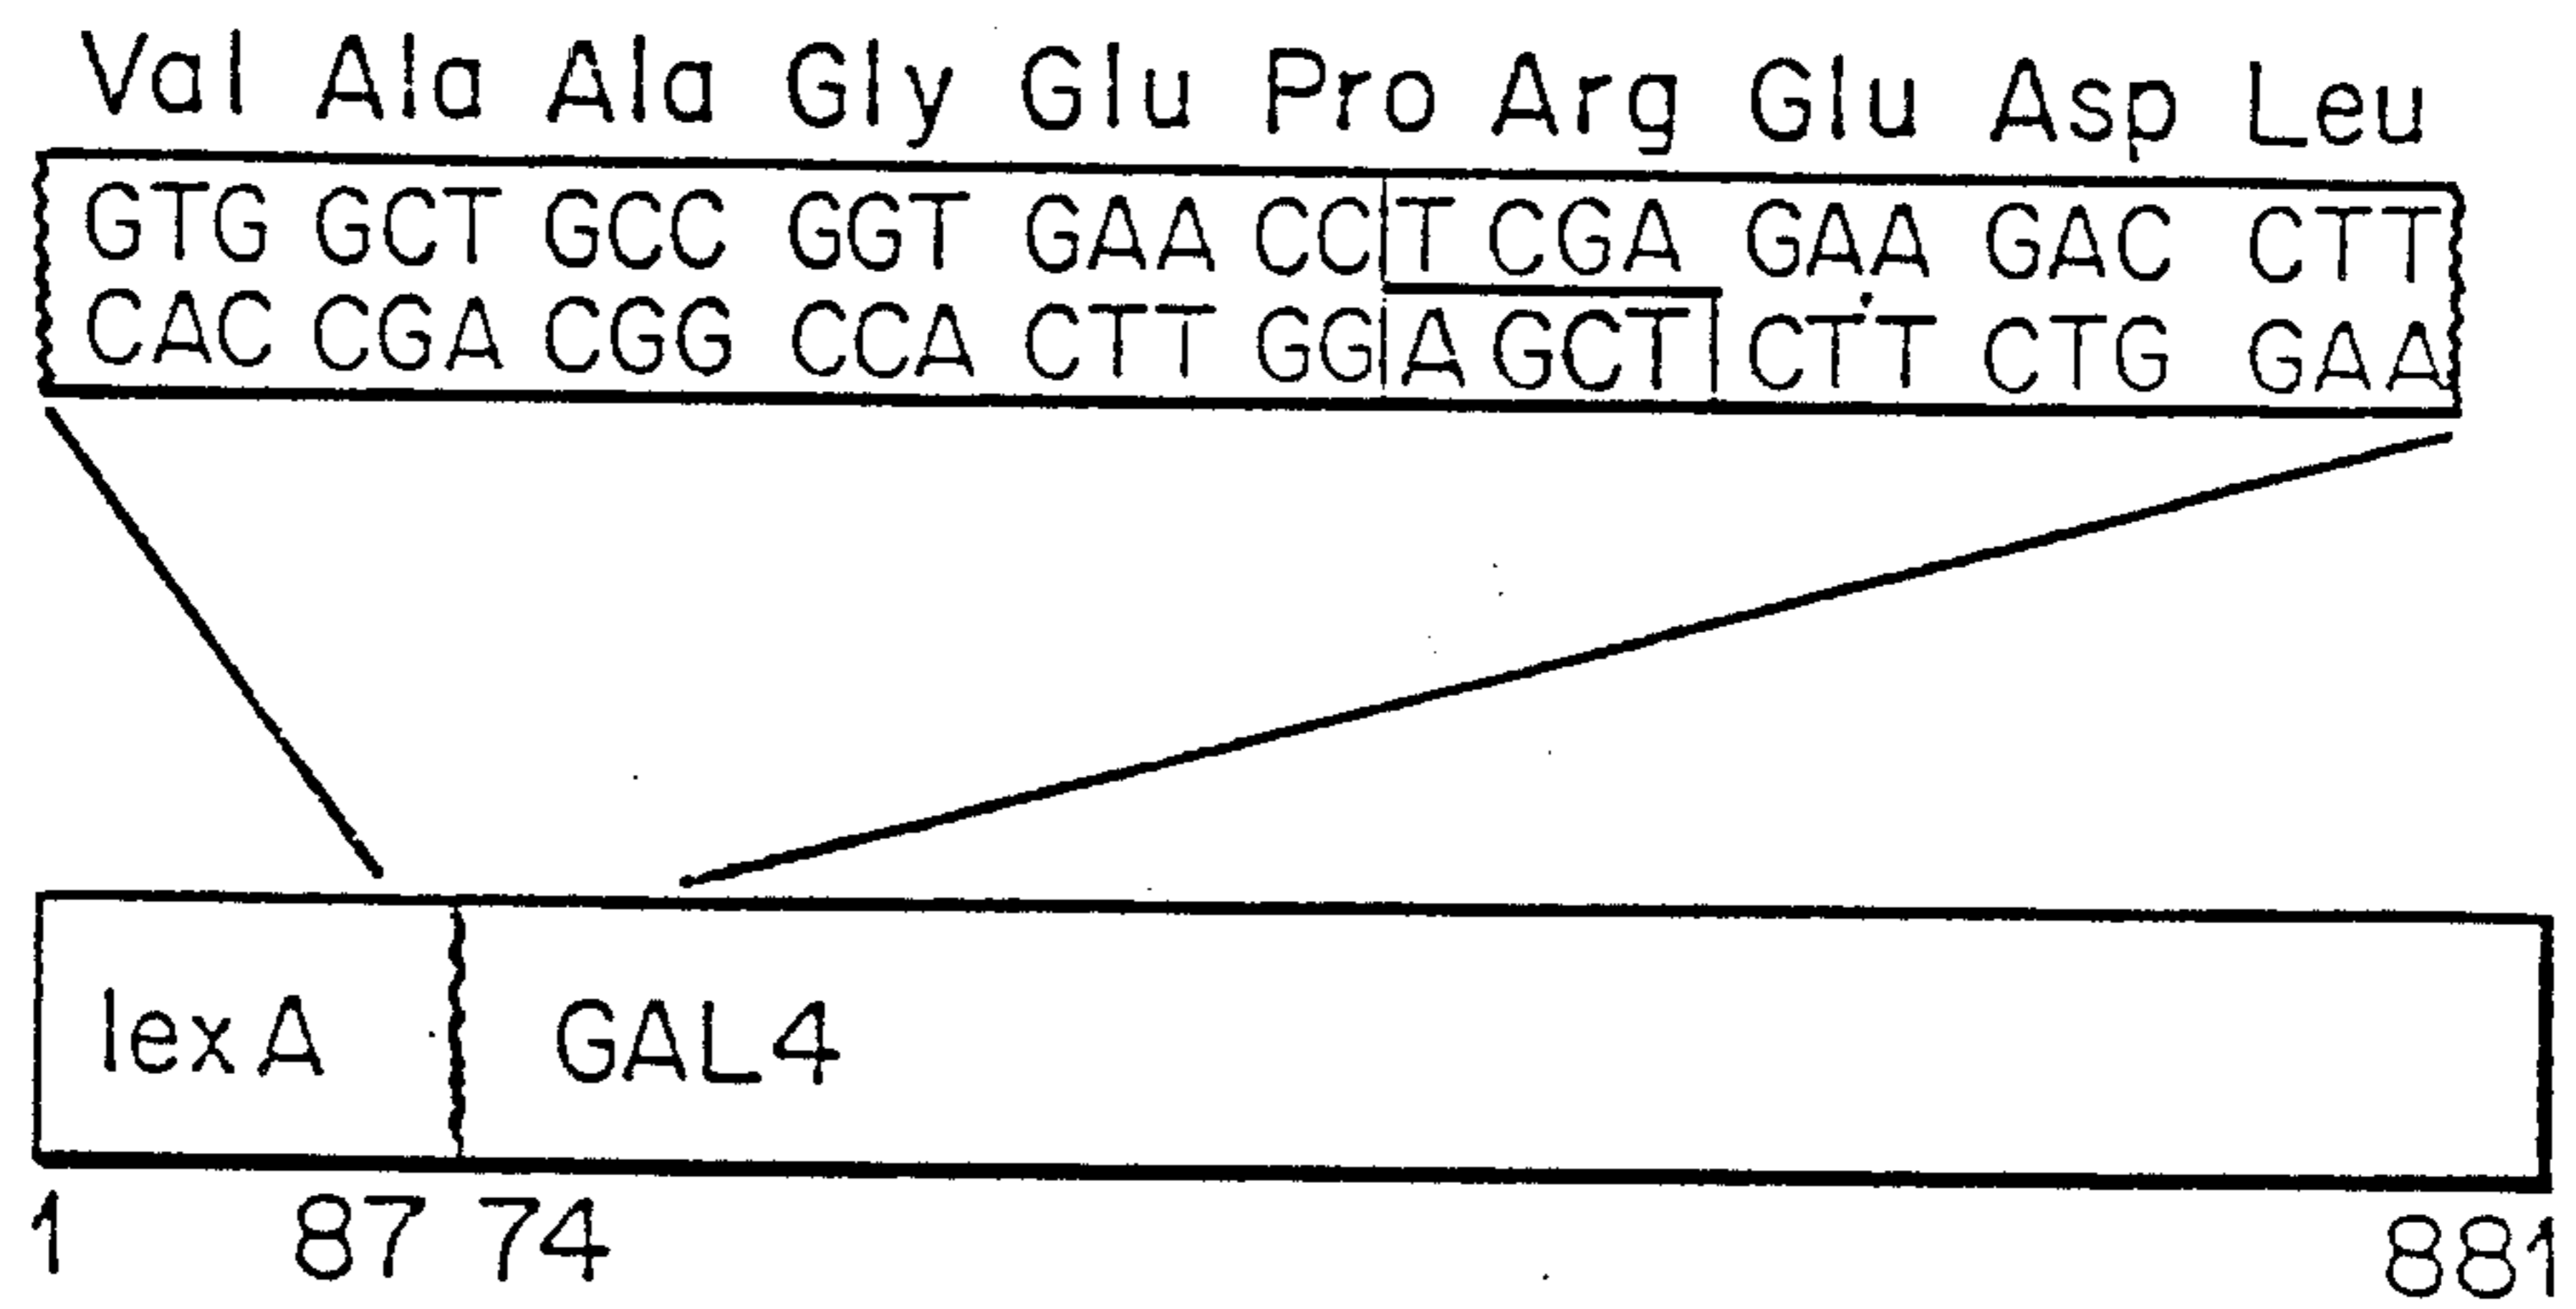 Val Ala Ala Gly Glu Pro Arg Glu Asp Leu
GTG GCT GCC GGT GAA CCT CGA GAA GAC CTT
CAC CGA CGG CCA CTT GGA GCT CTT CTG GAA
lexA GAL4
1 87 74 881